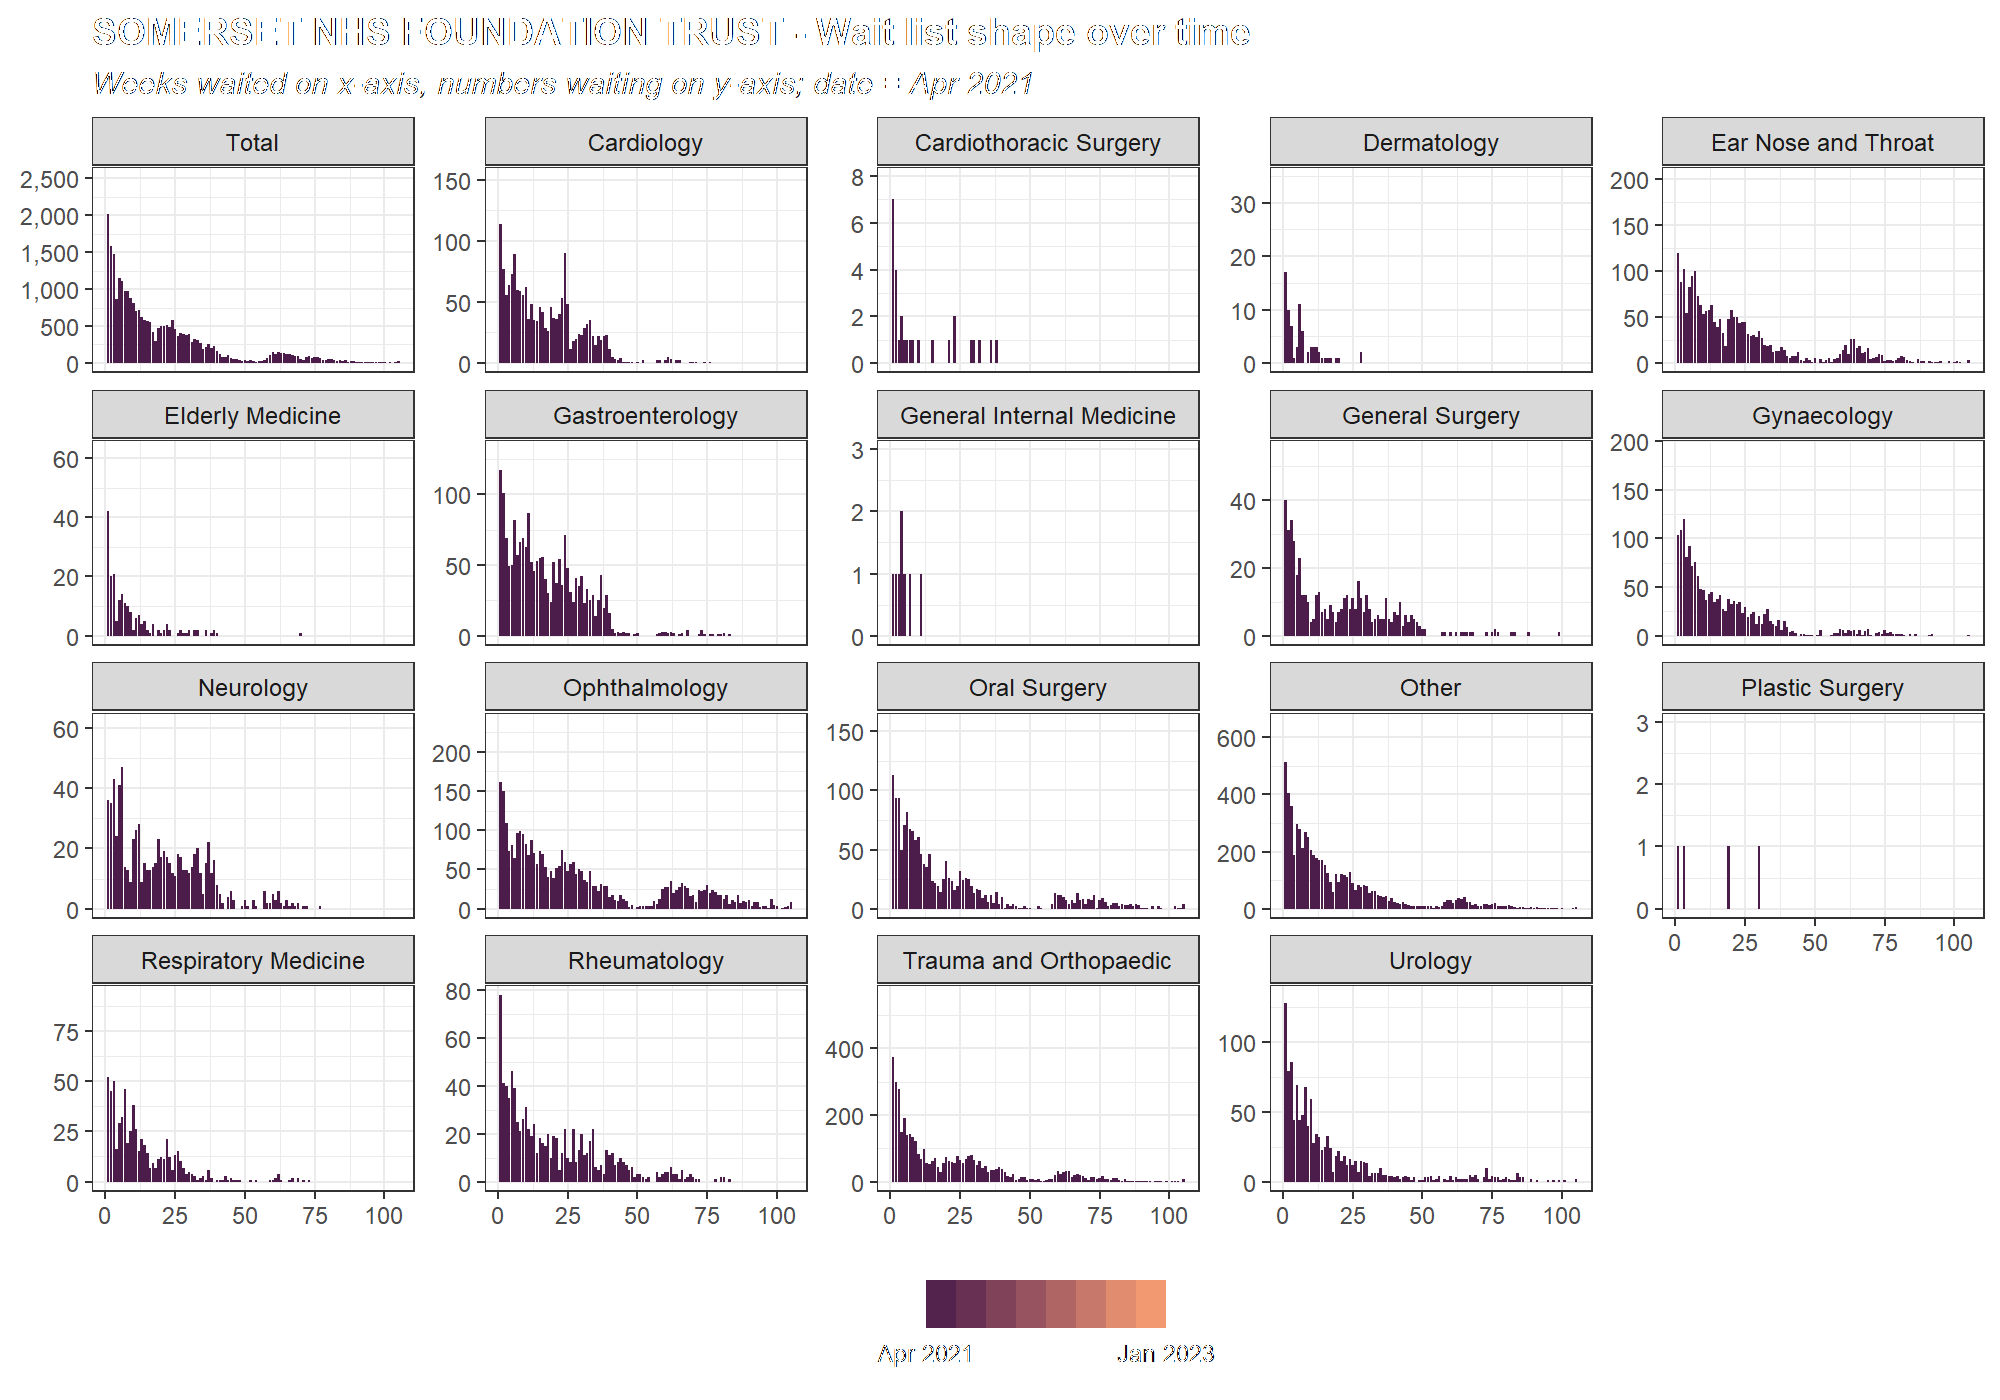 SOMERSET NHS FOUNDATION TRUST - Wait list shape over time
Weeks waited on x-axis, numbers waiting on y-axis; date = Apr 2021
Total
Cardiology
Cardiothoracic Surgery
Dermatology
Ear Nose and Throat
2,500
2,000
1,500
1,000
500
0
150
100
50
0
8
6
4
2
0
30
20
10
0
200
150
100
50
0
Elderly Medicine
Gastroenterology
General Internal Medicine
General Surgery
Gynaecology
60
40
20
0
100
50
0
3
2
1
0
40
20
0
200
150
100
50
0
Neurology
Ophthalmology
Oral Surgery
Other
Plastic Surgery
60
40
20
0
200
150
100
50
0
150
100
50
0
600
400
200
0
3
2
1
0
0 25 50 75 100
Respiratory Medicine
Rheumatology
Trauma and Orthopaedic
Urology
75
50
25
0
80
60
40
20
0
400
200
0
100
50
0
0 25 50 75 100
0 25 50 75 100
0 25 50 75 100
0 25 50 75 100
Apr 2021
Jan 2023